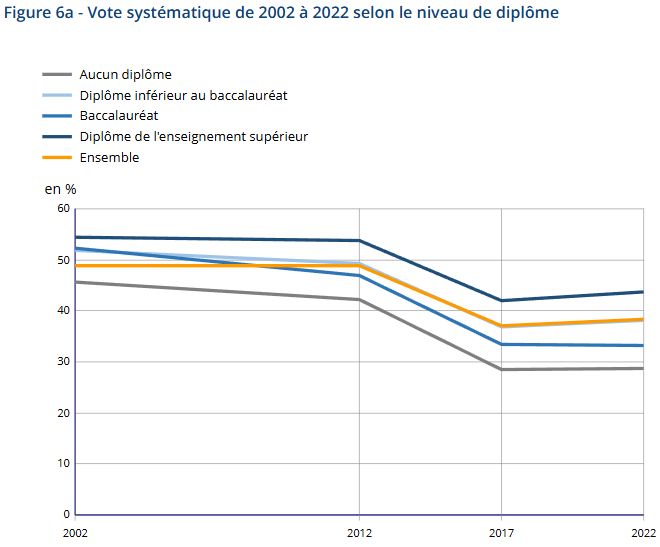 Figure 6a - Vote systématique de 2002 à 2022 selon le niveau de diplôme
Aucun diplôme
Diplôme inférieur au baccalauréat
Baccalauréat
Diplôme de l'enseignement supérieur
Ensemble
en %
60
50
40
30
20
10
0
2002 2012 2017 2022